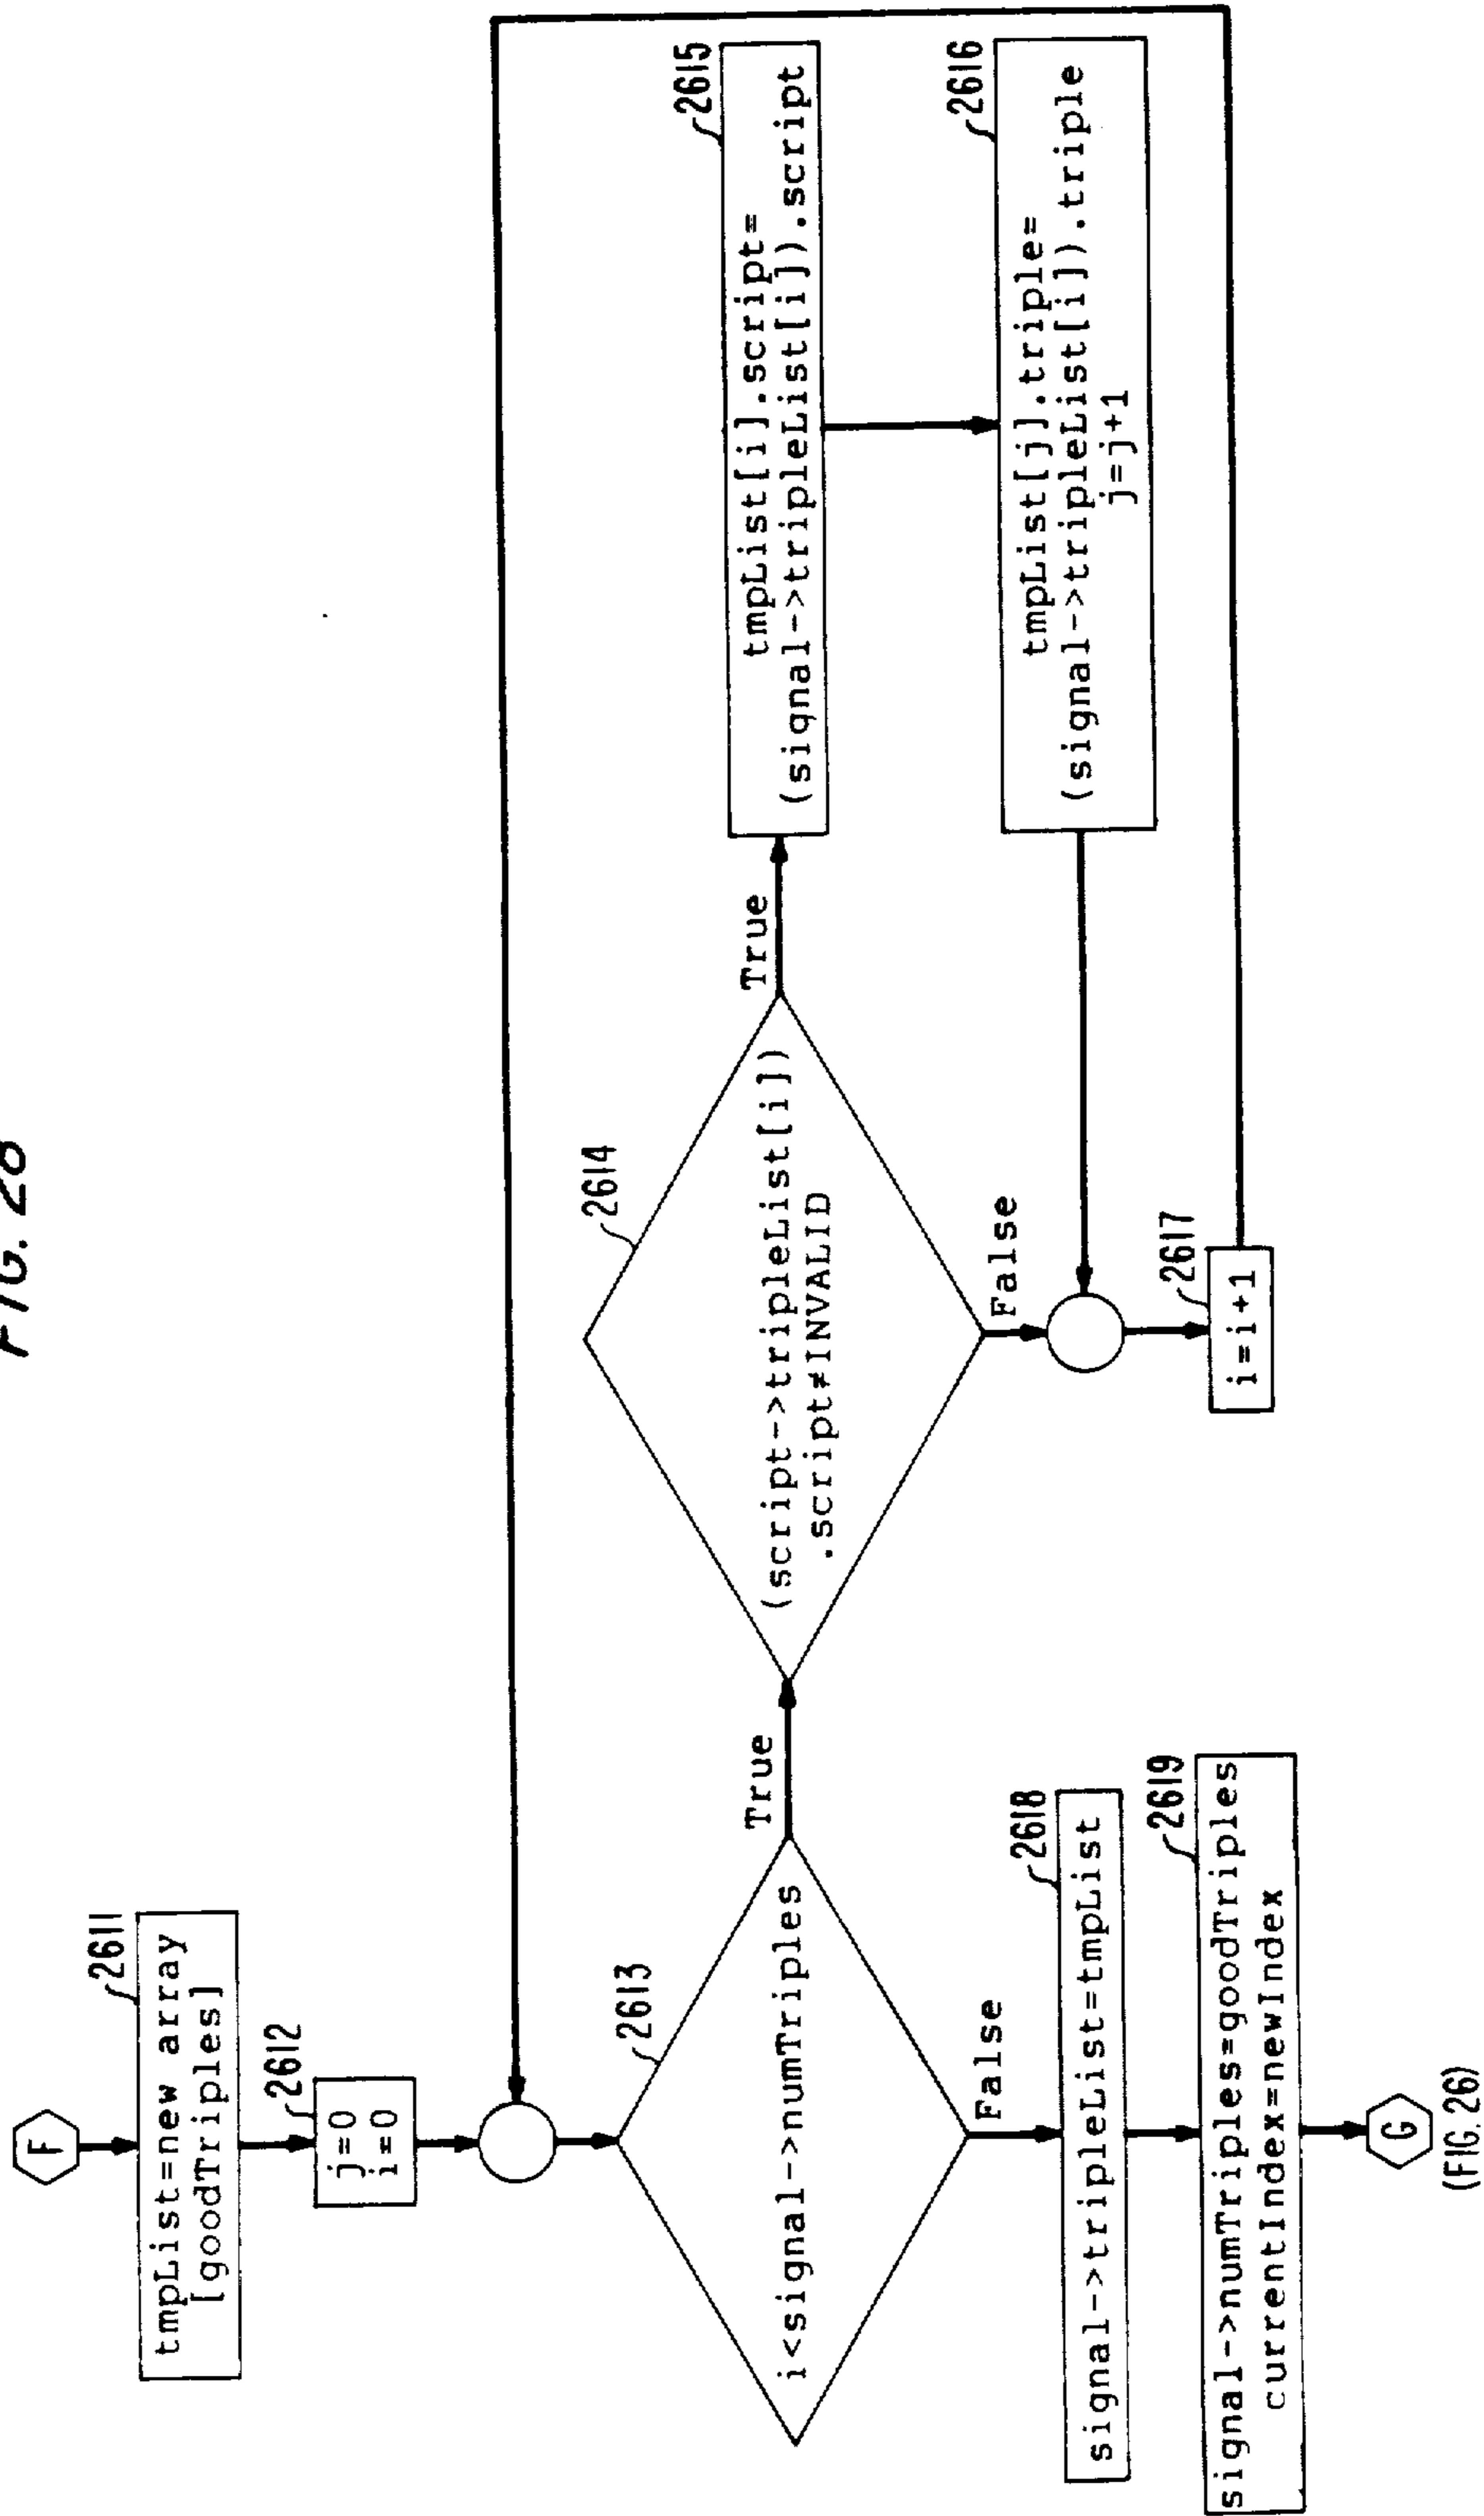 FIG.
F
2611
tmpList=new array
[goodTriples]
2612
j=0
i=0
2613
i<signal->numTriples
True
False
2614
(script->tripleList[i])
.script≠INVALID
True
False
2615
tmpList[i].script=
(signal->tripleList[i]).script
2616
tmpList[j].triple=
(signal->tripleList[i]).triple
j=j+1
2617
i=i+1
2618
signal->tripleList=tmpList
2619
signal->numTriples=goodTriples
currentIndex=newIndex
G
(FIG.26)